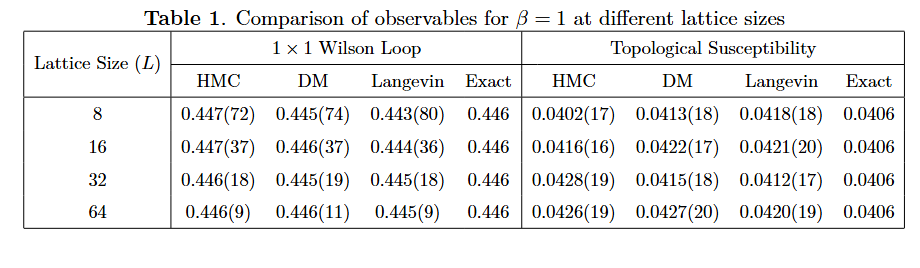 Table 1. Comparison of observables for β = 1 at different lattice sizes
Lattice Size (L) 1 × 1 Wilson Loop Topological Susceptibility
HMC DM Langevin Exact HMC DM Langevin Exact
8 0.447(72) 0.445(74) 0.443(80) 0.446 0.0402(17) 0.0413(18) 0.0418(18) 0.0406
16 0.447(37) 0.446(37) 0.444(36) 0.446 0.0416(16) 0.0422(17) 0.0421(20) 0.0406
32 0.446(18) 0.445(19) 0.445(18) 0.446 0.0428(19) 0.0415(18) 0.0412(17) 0.0406
64 0.446(9) 0.446(11) 0.445(9) 0.446 0.0426(19) 0.0427(20) 0.0420(19) 0.0406